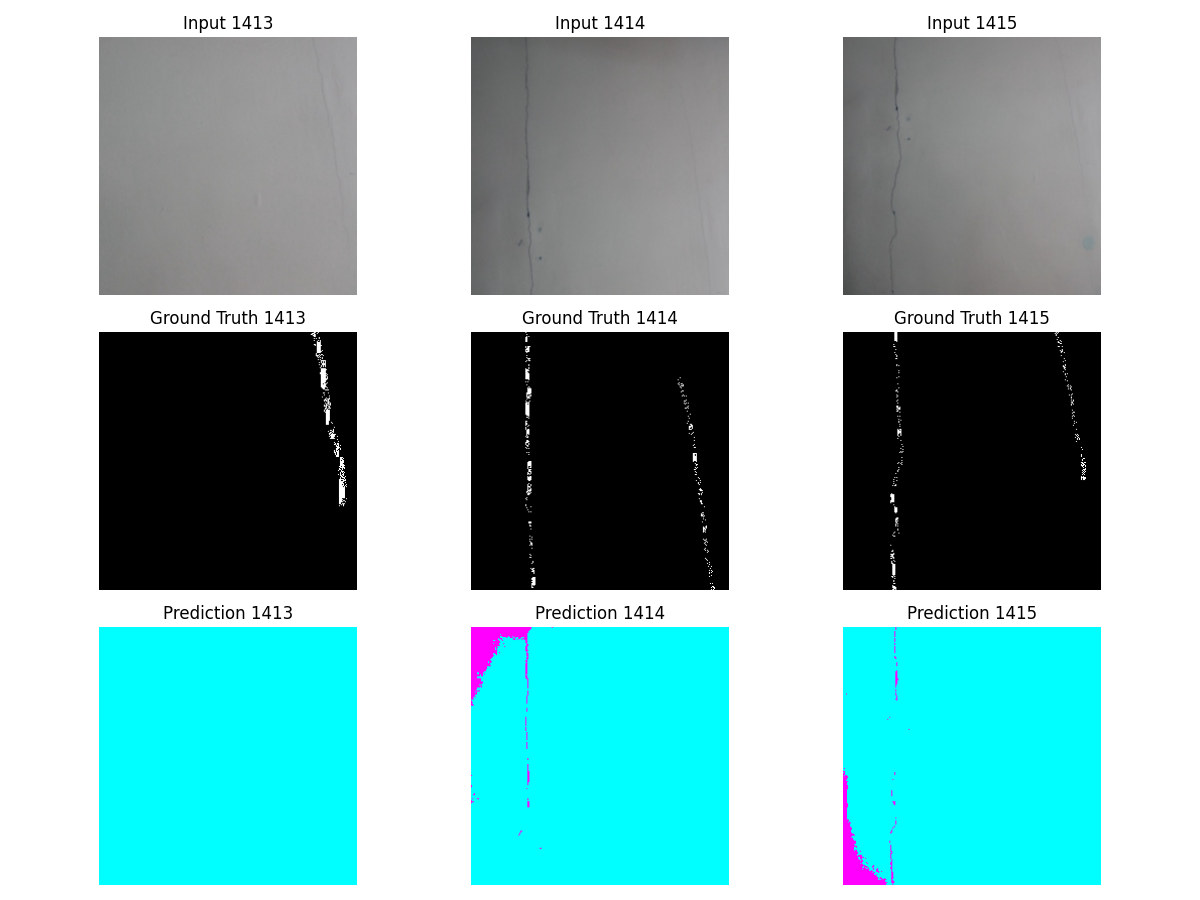 Input 1413
Input 1414
Input 1415
Ground Truth 1413
Ground Truth 1414
Ground Truth 1415
Prediction 1413
Prediction 1414
Prediction 1415